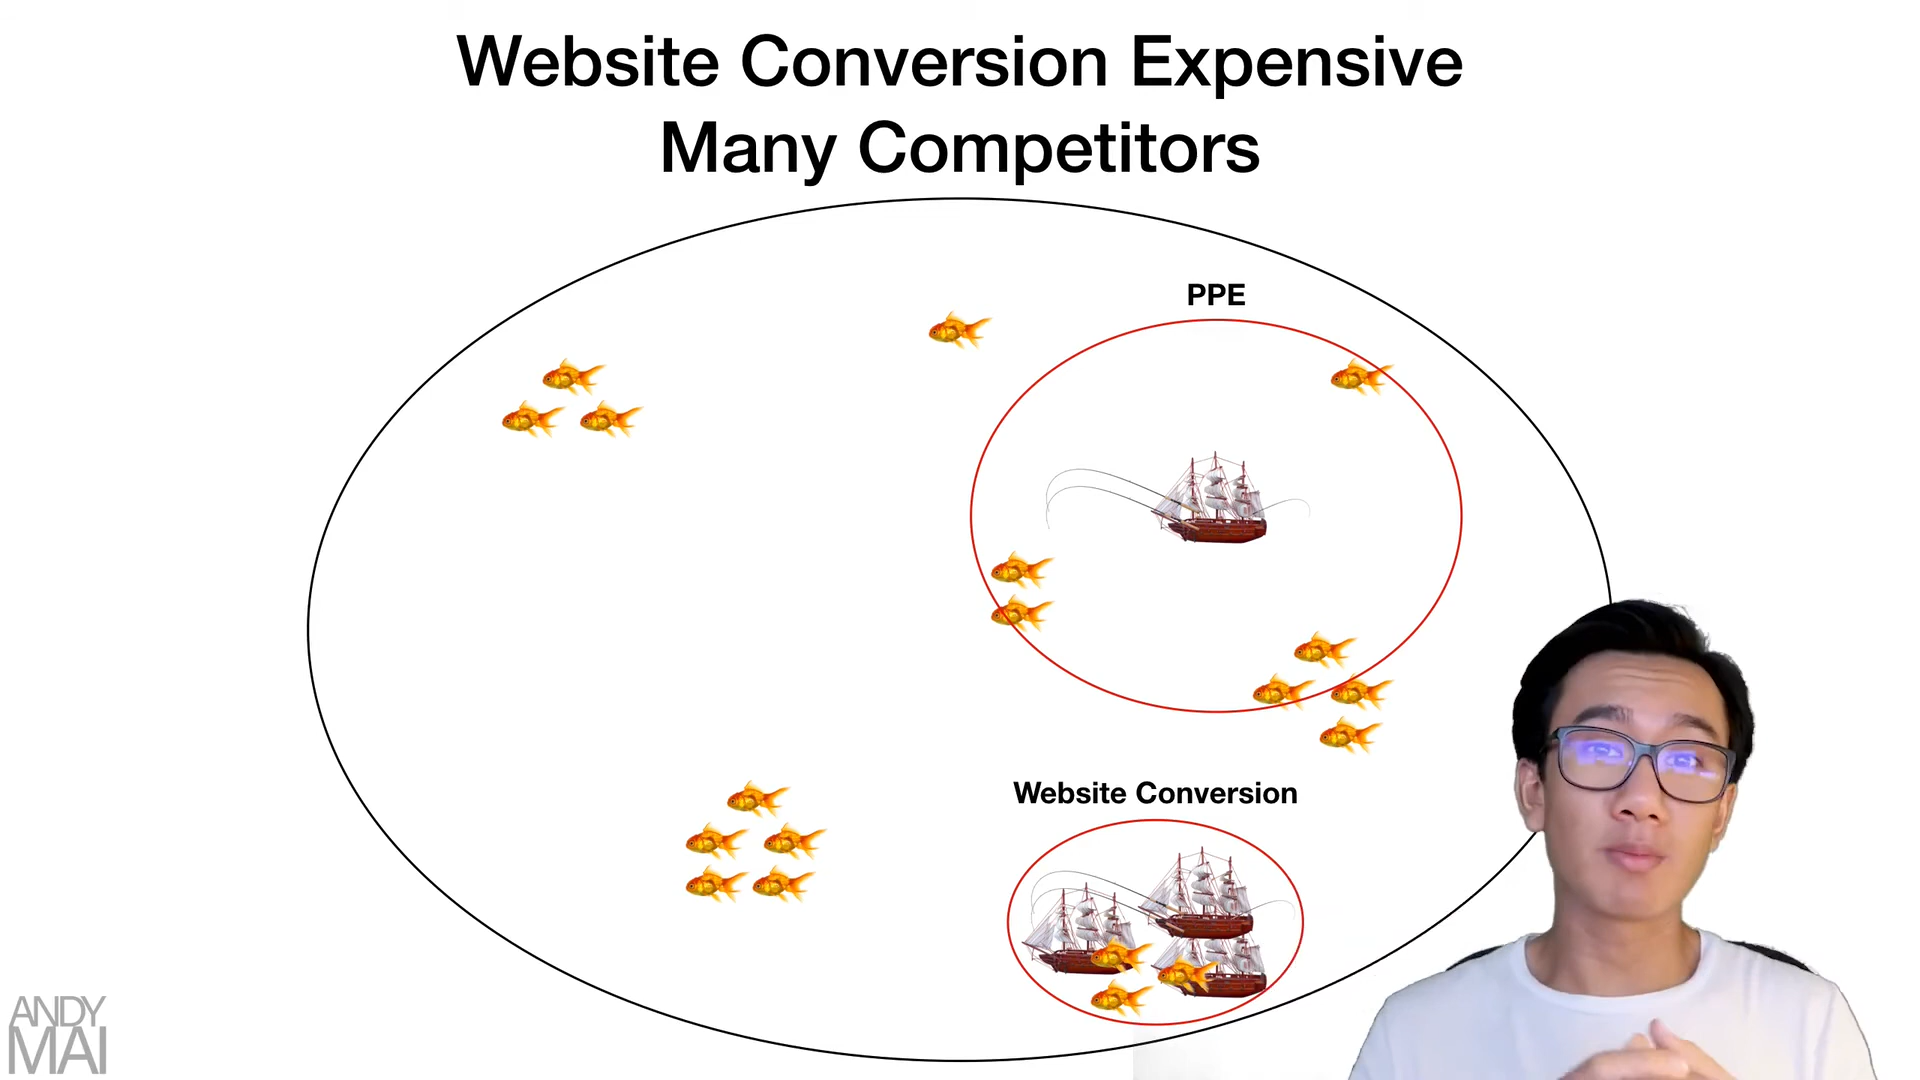 Website Conversion Expensive
Many Competitors
PPE
Website Conversion
ANDY
MAI